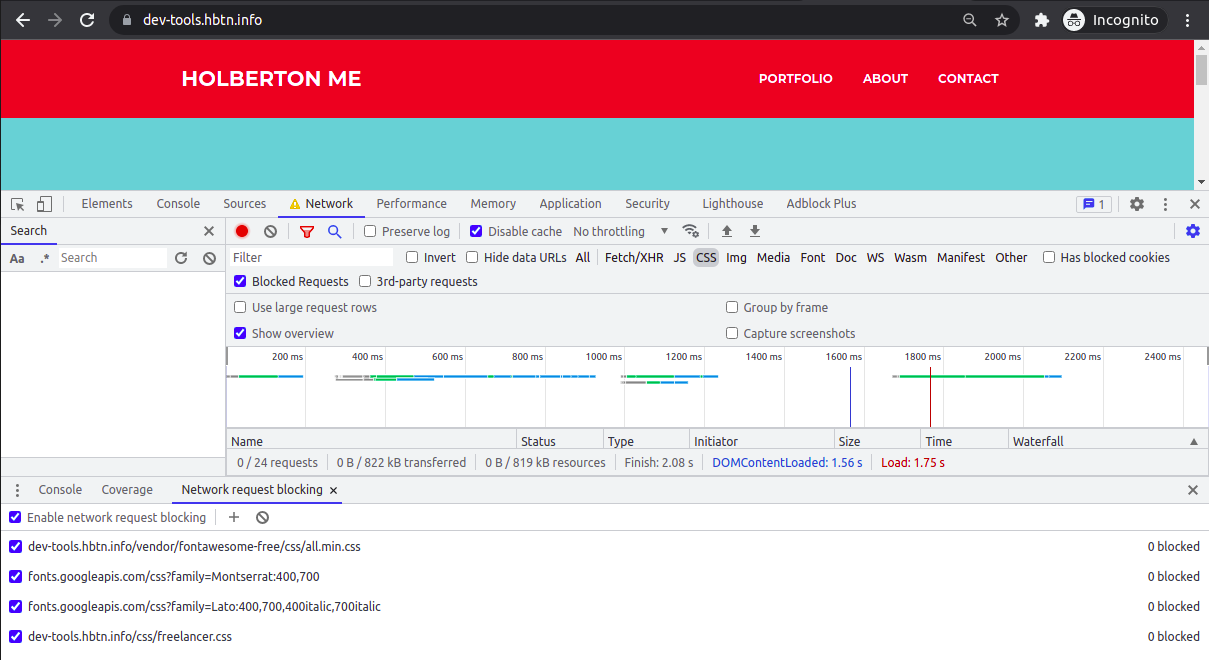 dev-tools.hbtn.info Incognito
HOLBERTON ME PORTFOLIO ABOUT CONTACT
Elements Console Sources Network Performance Memory Application Security Lighthouse Adblock Plus 1
Search Preserve log Disable cache No throttling
Aa .* Search Filter Invert Hide data URLs All Fetch/XHR JS CSS Img Media Font Doc WS Wasm Manifest Other Has blocked cookies
Blocked Requests 3rd-party requests
Use large request rows Group by frame
Show overview Capture screenshots
200 ms 400 ms 600 ms 800 ms 1000 ms 1200 ms 1400 ms 1600 ms 1800 ms 2000 ms 2200 ms 2400 ms
Name Status Type Initiator Size Time Waterfall
0 / 24 requests 0 B / 822 kB transferred 0 B / 819 kB resources Finish: 2.08 s DOMContentLoaded: 1.56 s Load: 1.75 s
Console Coverage Network request blocking
Enable network request blocking
dev-tools.hbtn.info/vendor/fontawesome-free/css/all.min.css 0 blocked
fonts.googleapis.com/css?family=Montserrat:400,700 0 blocked
fonts.googleapis.com/css?family=Lato:400,700,400italic,700italic 0 blocked
dev-tools.hbtn.info/css/freelancer.css 0 blocked